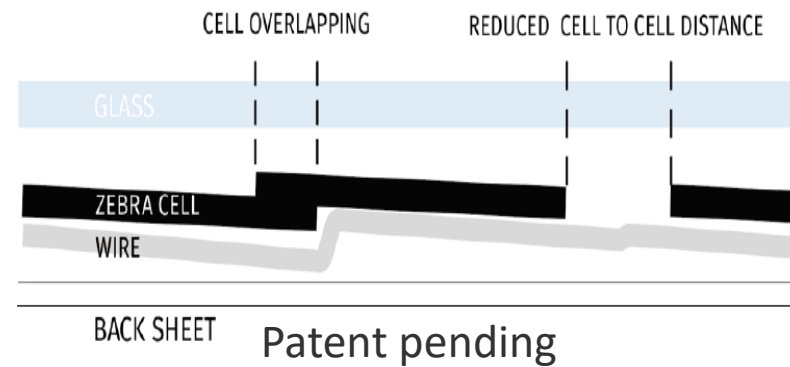 CELL OVERLAPPING
REDUCED CELL TO CELL DISTANCE
GLASS
ZEBRA CELL
WIRE
BACK SHEET
Patent pending